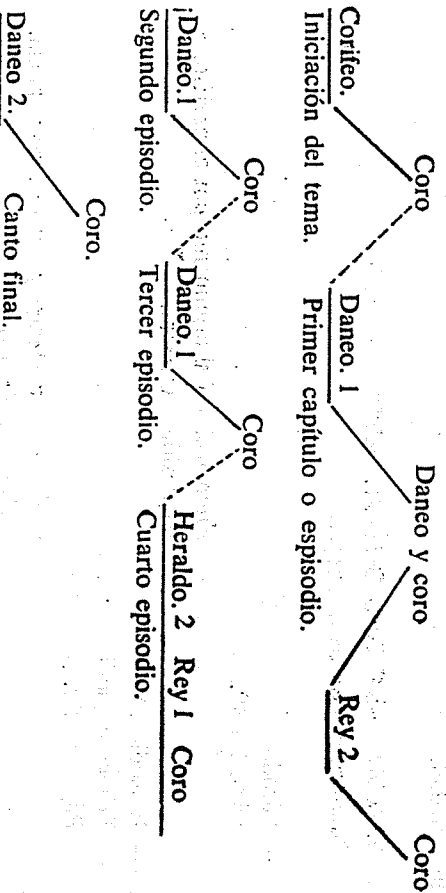 Coro Daneo y coro Coro
Corifeo. Daneo. 1 Rey 2
Iniciación del tema. Primer capítulo o espisodio.
Coro Coro
¡Daneo.1 Daneo.1 Heraldo. 2 Rey 1 Coro
Segundo episodio. Tercer episodio. Cuarto episodio.
Coro.
Daneo 2. Canto final.